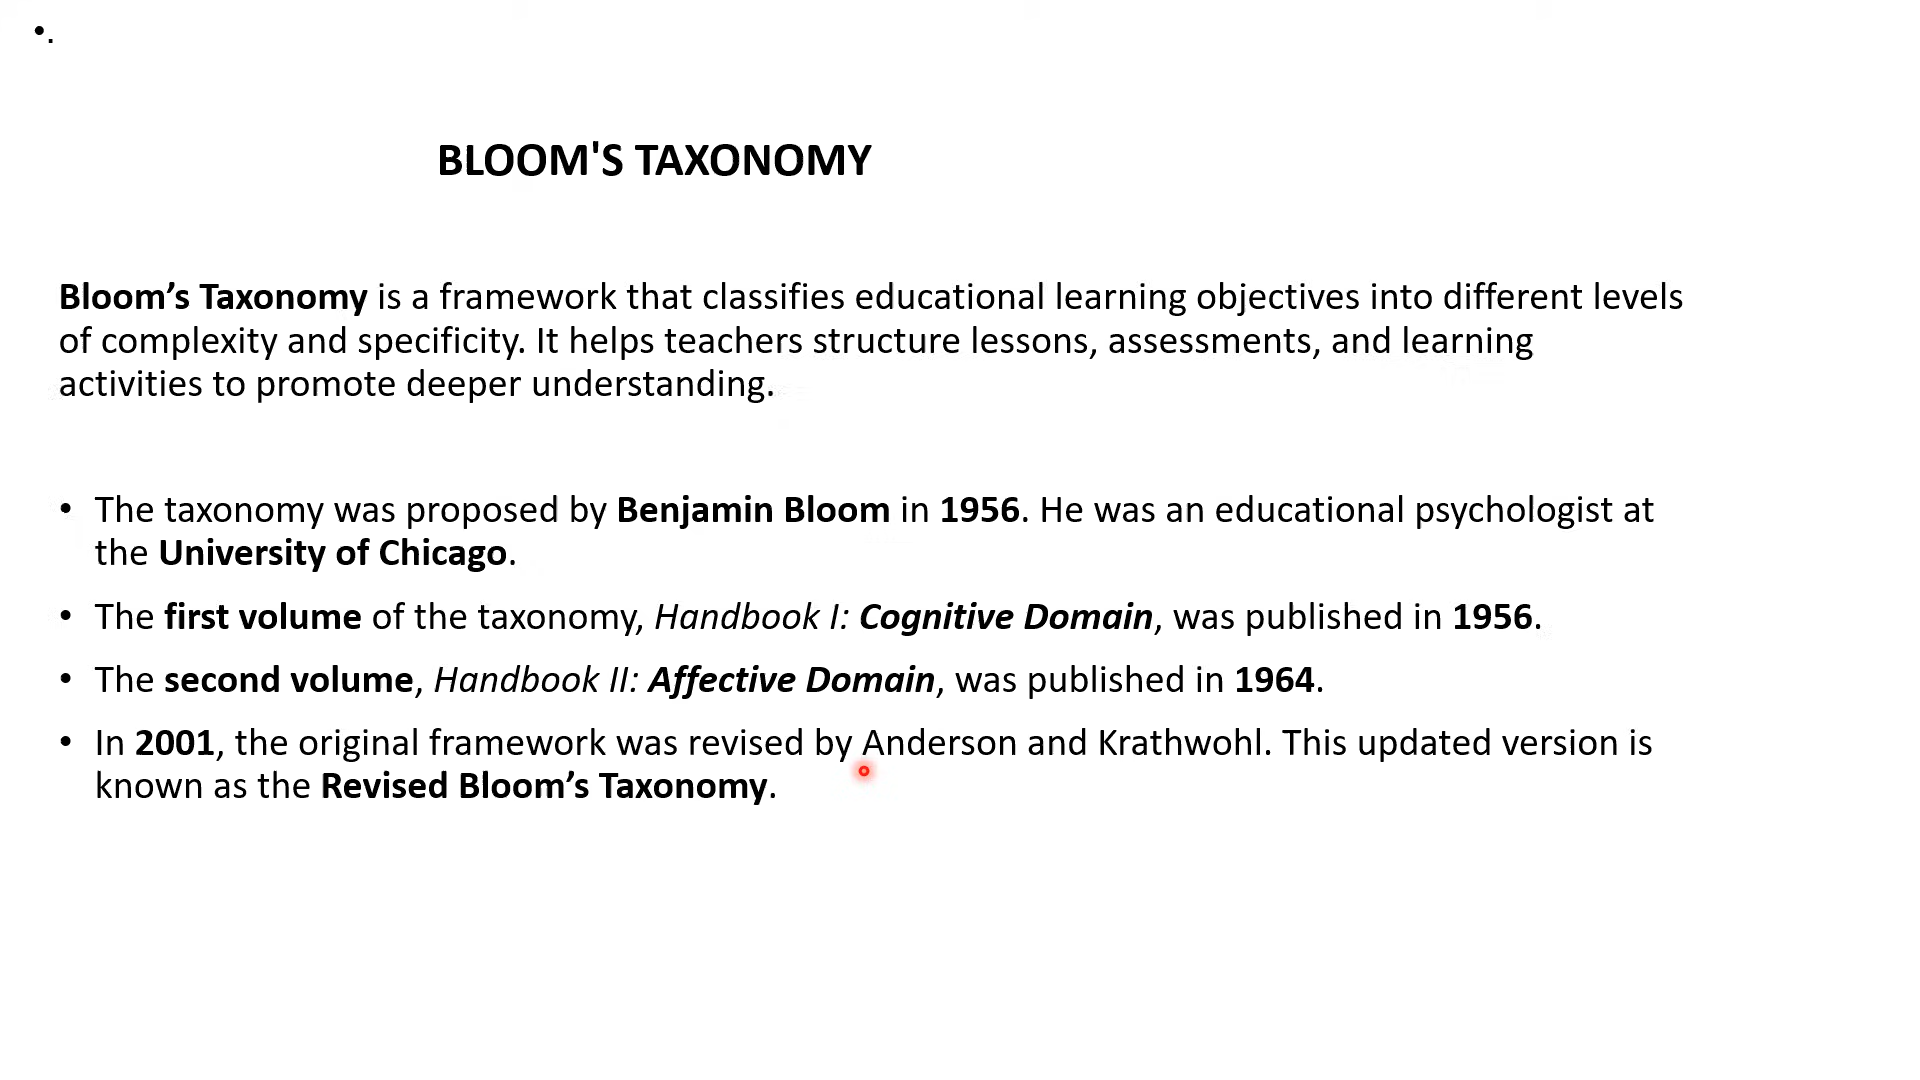 •.
BLOOM'S TAXONOMY
Bloom’s Taxonomy is a framework that classifies educational learning objectives into different levels
of complexity and specificity. It helps teachers structure lessons, assessments, and learning
activities to promote deeper understanding.
• The taxonomy was proposed by Benjamin Bloom in 1956. He was an educational psychologist at
the University of Chicago.
• The first volume of the taxonomy, Handbook I: Cognitive Domain, was published in 1956.
• The second volume, Handbook II: Affective Domain, was published in 1964.
• In 2001, the original framework was revised by Anderson and Krathwohl. This updated version is
known as the Revised Bloom’s Taxonomy.